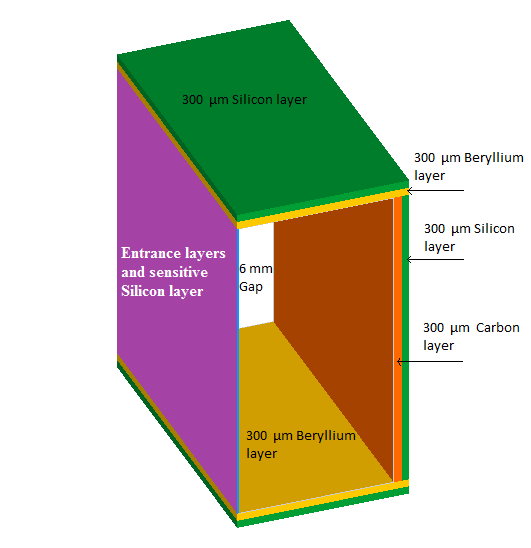 300 μm Silicon layer
300 μm Beryllium
layer
300 μm Silicon
layer
Entrance layers
and sensitive
Silicon layer
6 mm
Gap
300 μm Carbon
layer
300 μm Beryllium
layer